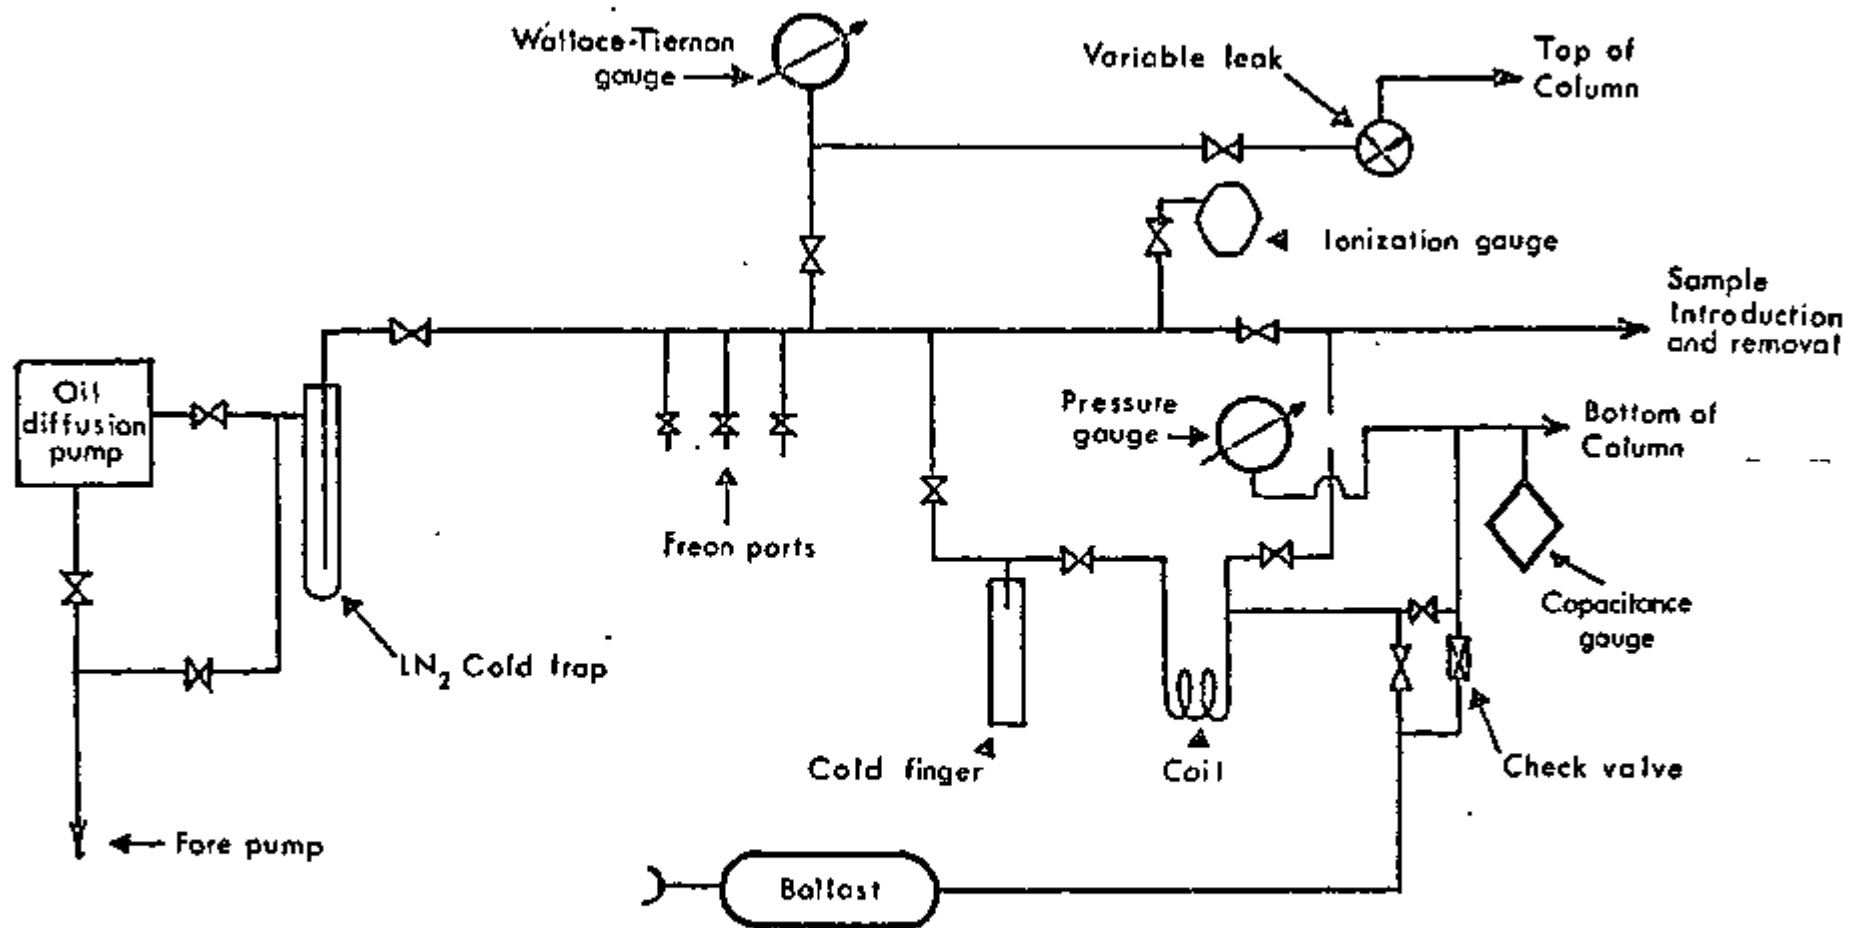 Wallace-Tiernan
gauge
Variable leak
Top of
Column
Ionization gauge
Sample
Introduction
and removal
Oil
diffusion
pump
Pressure
gauge
Bottom of
Column
Freon ports
Capacitance
gauge
LN₂ Cold trap
Cold finger
Coil
Check valve
Fore pump
Ballast